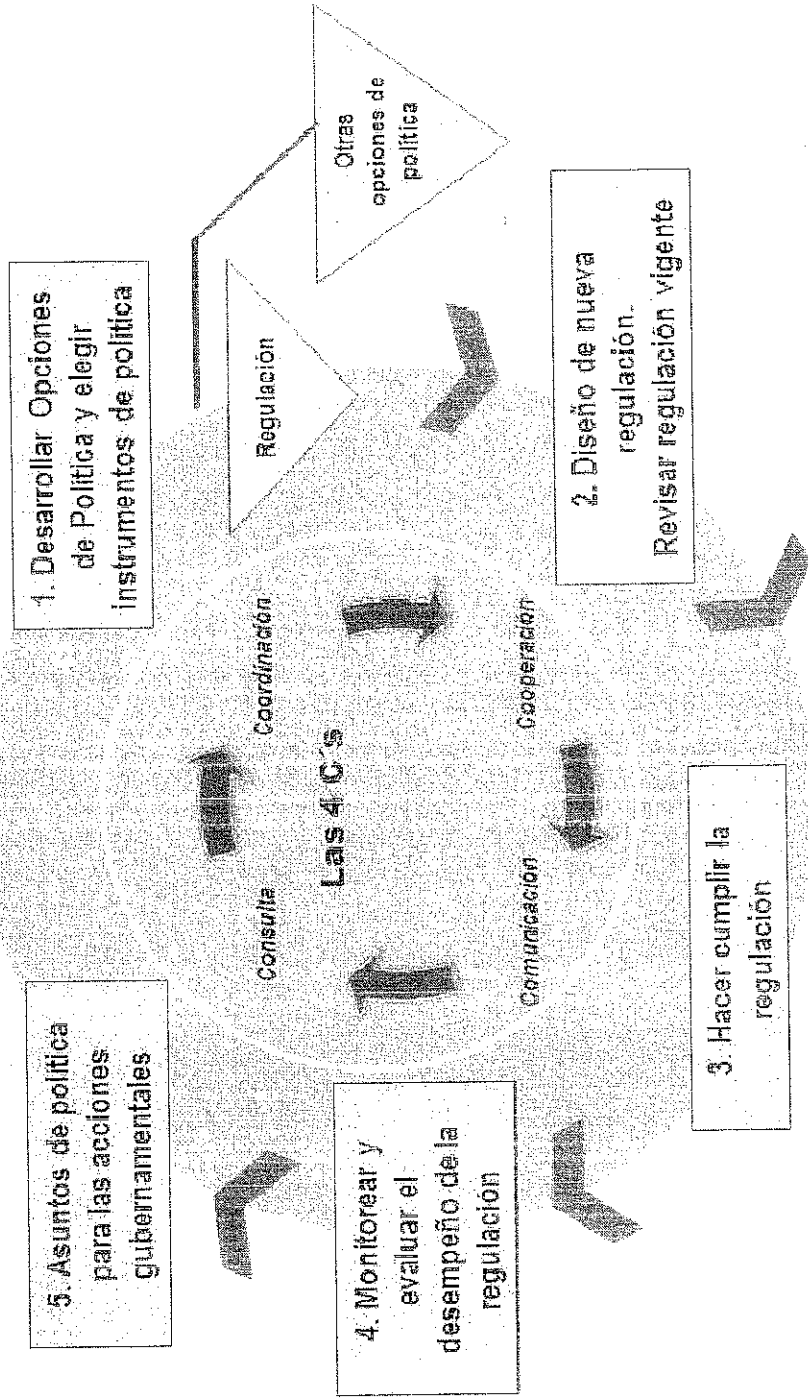 1. Desarrollar Opciones
de Política y elegir
instrumentos de política
Regulación
Otras
opciones de
política
2. Diseño de nueva
regulación.
Revisar regulación vigente
3. Hacer cumplir la
regulación
4. Monitorear y
evaluar el
desempeño de la
regulación
5. Asuntos de política
para las acciones
gubernamentales
Las 4 C´s
Consulta
Coordinación
Cooperación
Comunicación